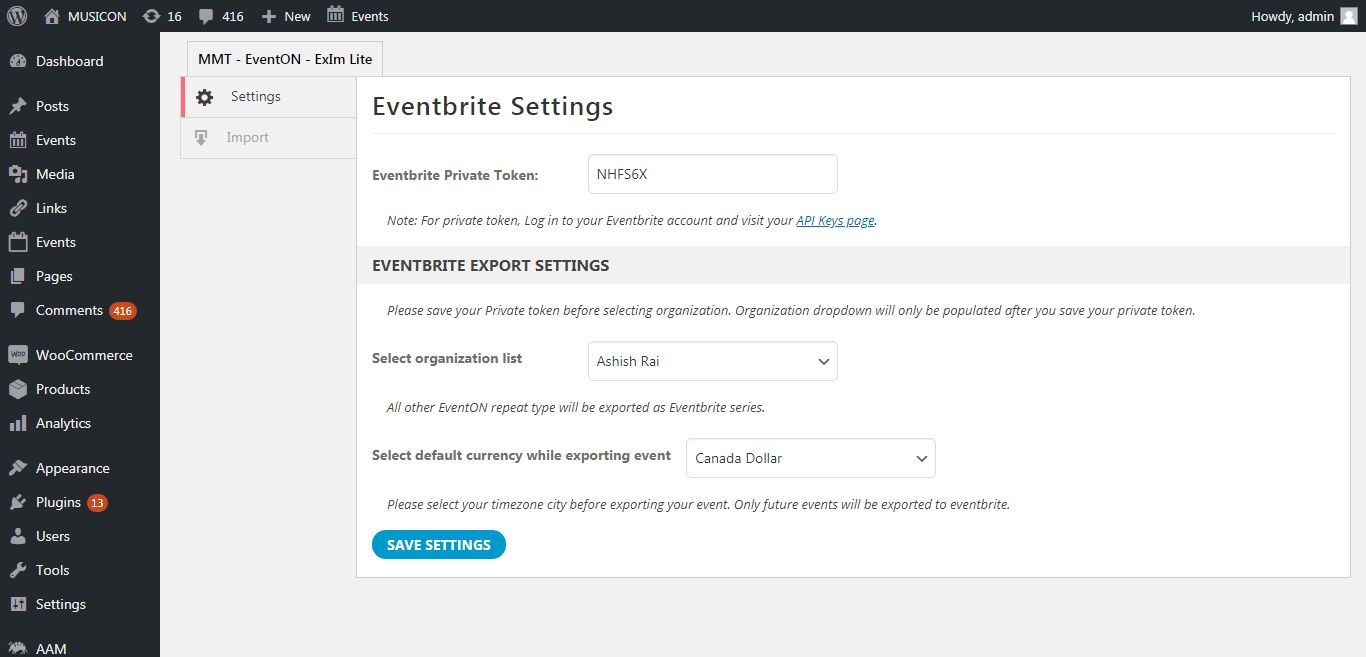 MUSICON 16 416 New Events Howdy, admin
Dashboard
Posts
Events
Media
Links
Events
Pages
Comments 416
WOO WooCommerce
Products
Analytics
Appearance
Plugins 13
Users
Tools
Settings
AAM
MMT - EventON - ExIm Lite
Settings
Import
Eventbrite Settings
Eventbrite Private Token: NHFS6X
Note: For private token, Log in to your Eventbrite account and visit your API Keys page.
EVENTBRITE EXPORT SETTINGS
Please save your Private token before selecting organization. Organization dropdown will only be populated after you save your private token.
Select organization list Ashish Rai
All other EventON repeat type will be exported as Eventbrite series.
Select default currency while exporting event Canada Dollar
Please select your timezone city before exporting your event. Only future events will be exported to eventbrite.
SAVE SETTINGS